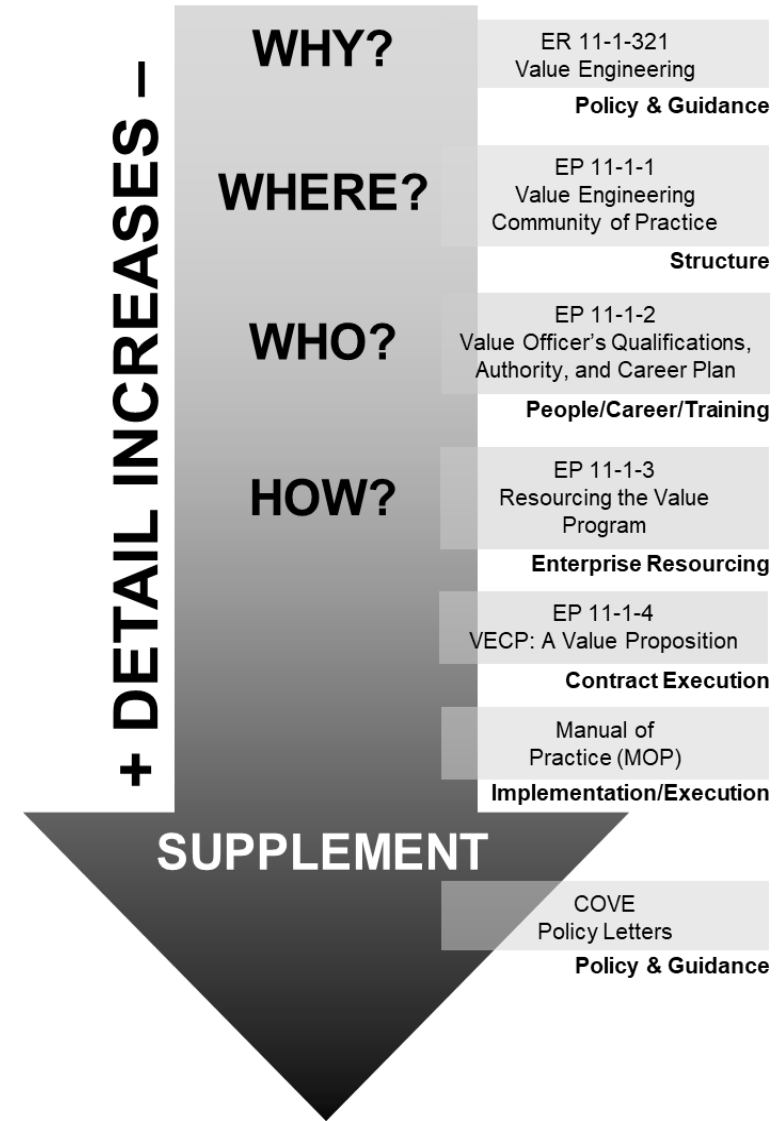 + DETAIL INCREASES –
WHY?
ER 11-1-321
Value Engineering
Policy & Guidance
WHERE?
EP 11-1-1
Value Engineering
Community of Practice
Structure
WHO?
EP 11-1-2
Value Officer’s Qualifications,
Authority, and Career Plan
People/Career/Training
HOW?
EP 11-1-3
Resourcing the Value
Program
Enterprise Resourcing
EP 11-1-4
VECP: A Value Proposition
Contract Execution
Manual of
Practice (MOP)
Implementation/Execution
SUPPLEMENT
COVE
Policy Letters
Policy & Guidance